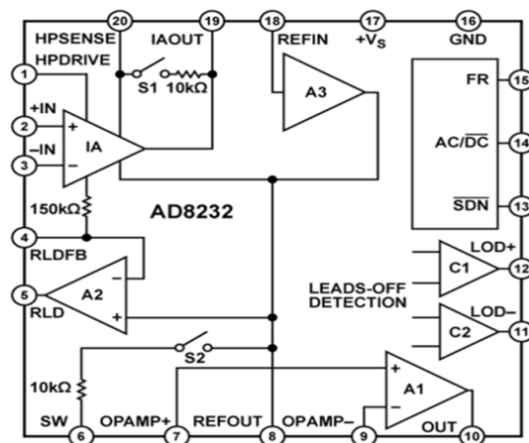 20 19 18 17 16
HPSENSE IAOUT REFIN +VS GND
1 HPDRIVE
S1 10kΩ
A3
FR 15
+IN
2
+ IA
–IN
3
–
AC/DC 14
150kΩ
AD8232
SDN 13
4
RLDFB
LOD+
C1 12
5 RLD
A2
–
+
LEADS-OFF
DETECTION
LOD–
C2 11
S2
10kΩ
+
A1
–
SW OPAMP+ REFOUT OPAMP– OUT
6 7 8 9 10